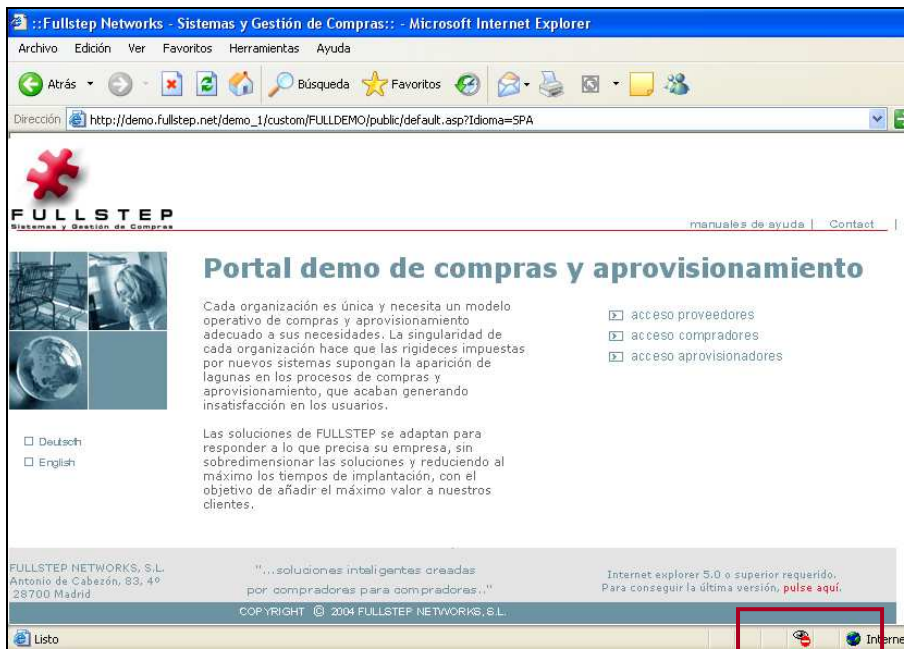 ::Fullstep Networks - Sistemas y Gestión de Compras:: - Microsoft Internet Explorer
Archivo Edición Ver Favoritos Herramientas Ayuda
Atrás Búsqueda Favoritos
Dirección http://demo.fullstep.net/demo_1/custom/FULLDEMO/public/default.asp?Idioma=SPA
FULLSTEP
Sistemas y Gestión de Compras
manuales de ayuda | Contact |
Portal demo de compras y aprovisionamiento
Cada organización es única y necesita un modelo
operativo de compras y aprovisionamiento
adecuado a sus necesidades. La singularidad de
cada organización hace que las rigideces impuestas
por nuevos sistemas supongan la aparición de
lagunas en los procesos de compras y
aprovisionamiento, que acaban generando
insatisfacción en los usuarios.
Las soluciones de FULLSTEP se adaptan para
responder a lo que precisa su empresa, sin
sobredimensionar las soluciones y reduciendo al
máximo los tiempos de implantación, con el
objetivo de añadir el máximo valor a nuestros
clientes.
acceso proveedores
acceso compradores
acceso aprovisionadores
Deutsch
English
FULLSTEP NETWORKS, S.L.
Antonio de Cabezón, 83, 4º
28700 Madrid
"...soluciones inteligentes creadas
por compradores para compradores.."
Internet explorer 5.0 o superior requerido.
Para conseguir la última versión, pulse aquí.
COPYRIGHT © 2004 FULLSTEP NETWORKS, S.L.
Listo
Interne